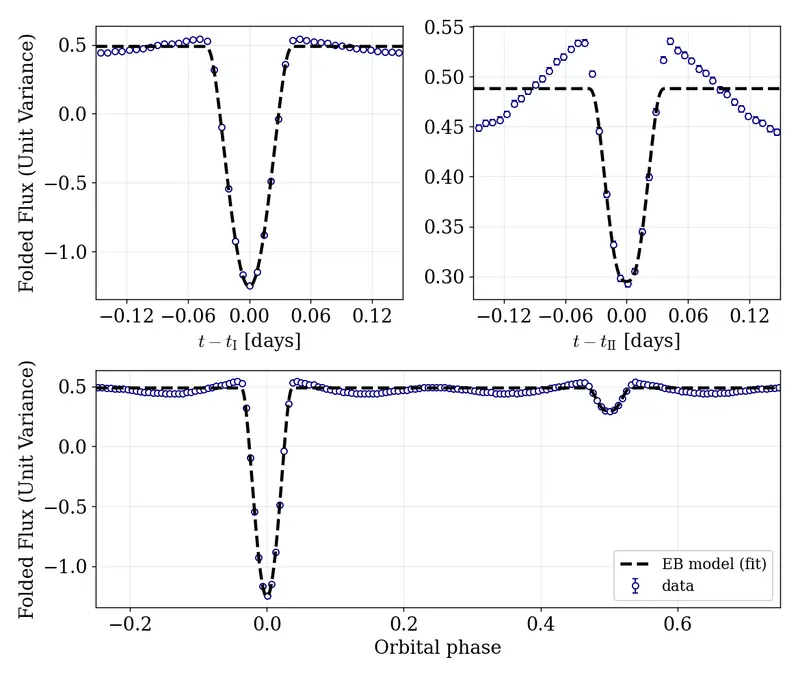 Folded Flux (Unit Variance)
0.5
0.0
−0.5
−1.0
−0.12 −0.06 0.00 0.06 0.12
t − tI [days]
0.55
0.50
0.45
0.40
0.35
0.30
−0.12 −0.06 0.00 0.06 0.12
t − tII [days]
Folded Flux (Unit Variance)
0.5
0.0
−0.5
−1.0
EB model (fit)
data
−0.2 0.0 0.2 0.4 0.6
Orbital phase